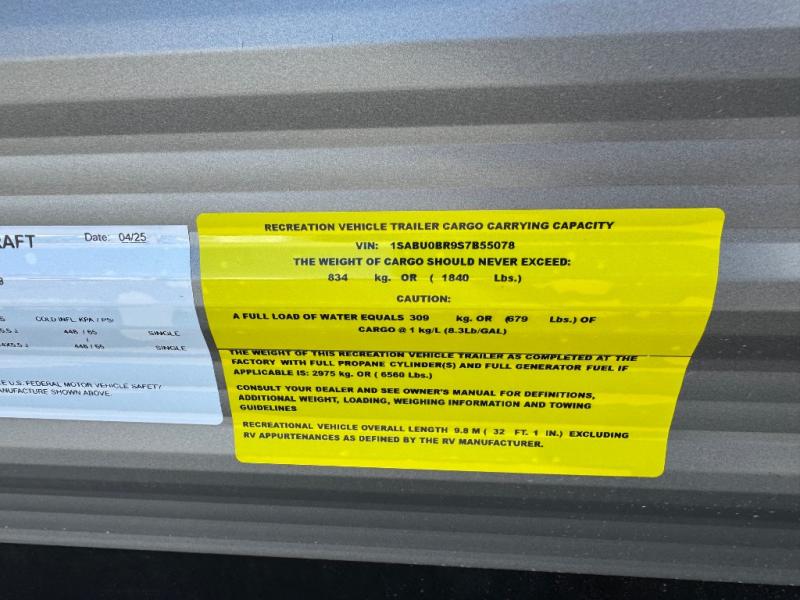 RAFT
Date: 04/25
COLD INFL. KPA / PSI
448 / 65 SINGLE
448 / 65 SINGLE
E U.S. FEDERAL MOTOR VEHICLE SAFETY
ANUFACTURE SHOWN ABOVE.
RECREATION VEHICLE TRAILER CARGO CARRYING CAPACITY
VIN: 1SABU0BR9S7B55078
THE WEIGHT OF CARGO SHOULD NEVER EXCEED:
834 kg. OR ( 1840 Lbs.)
CAUTION:
A FULL LOAD OF WATER EQUALS 309 kg. OR (679 Lbs.) OF
CARGO @ 1 kg/L (8.3Lb/GAL)
THE WEIGHT OF THIS RECREATION VEHICLE TRAILER AS COMPLETED AT THE
FACTORY WITH FULL PROPANE CYLINDER(S) AND FULL GENERATOR FUEL IF
APPLICABLE IS: 2975 kg. OR ( 6560 Lbs.)
CONSULT YOUR DEALER AND SEE OWNER'S MANUAL FOR DEFINITIONS,
ADDITIONAL WEIGHT, LOADING, WEIGHING INFORMATION AND TOWING
GUIDELINES
RECREATIONAL VEHICLE OVERALL LENGTH 9.8 M ( 32 FT. 1 IN.) EXCLUDING
RV APPURTENANCES AS DEFINED BY THE RV MANUFACTURER.